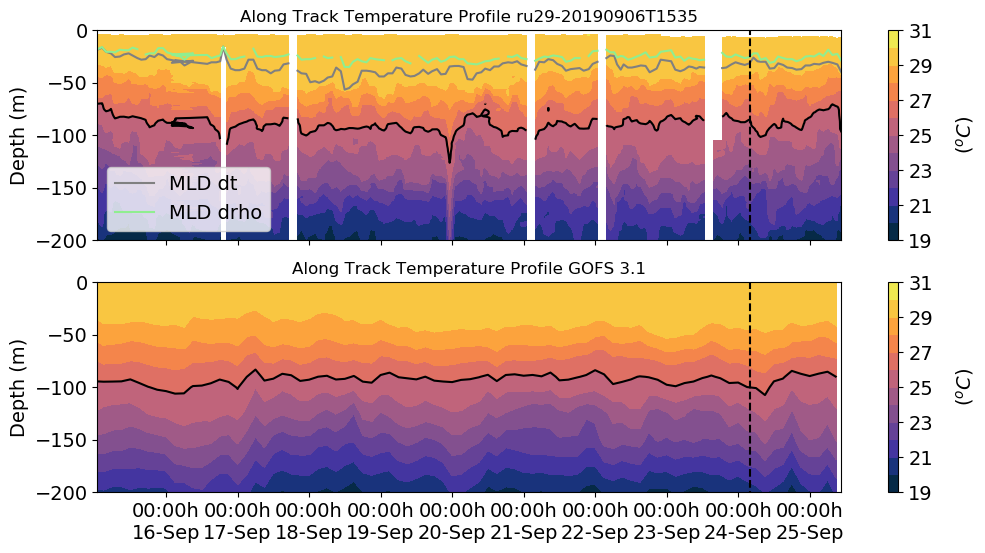 Along Track Temperature Profile ru29-20190906T1535
0
−50
−100
−150
−200
Depth (m)
MLD dt
MLD drho
31
29
27
25
23
21
19
(°C)
Along Track Temperature Profile GOFS 3.1
0
−50
−100
−150
−200
Depth (m)
31
29
27
25
23
21
19
(°C)
00:00h 00:00h 00:00h 00:00h 00:00h 00:00h 00:00h 00:00h 00:00h 00:00h
16-Sep 17-Sep 18-Sep 19-Sep 20-Sep 21-Sep 22-Sep 23-Sep 24-Sep 25-Sep